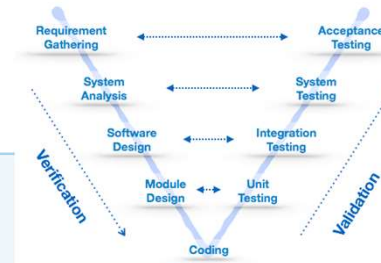 Requirement
Gathering
Acceptance
Testing
System
Analysis
System
Testing
Software
Design
Integration
Testing
Module
Design
Unit
Testing
Coding
Verification
Validation